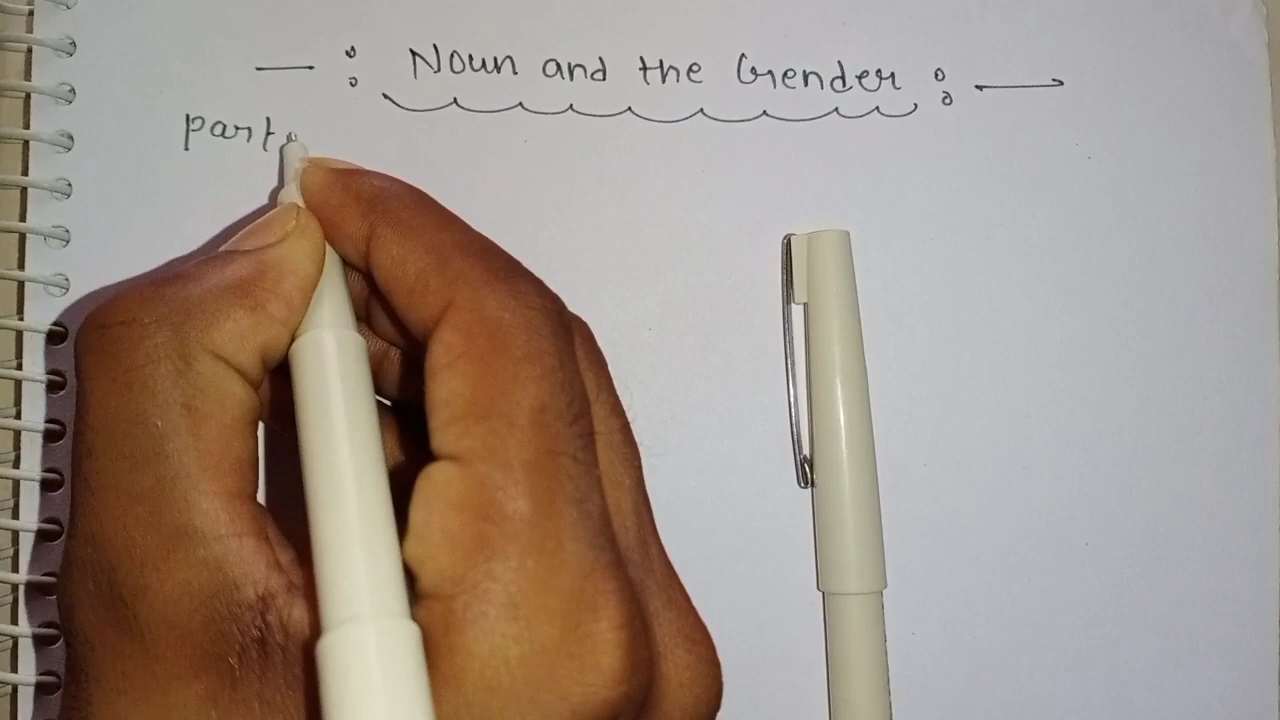 — : Noun and the Gender : —
part